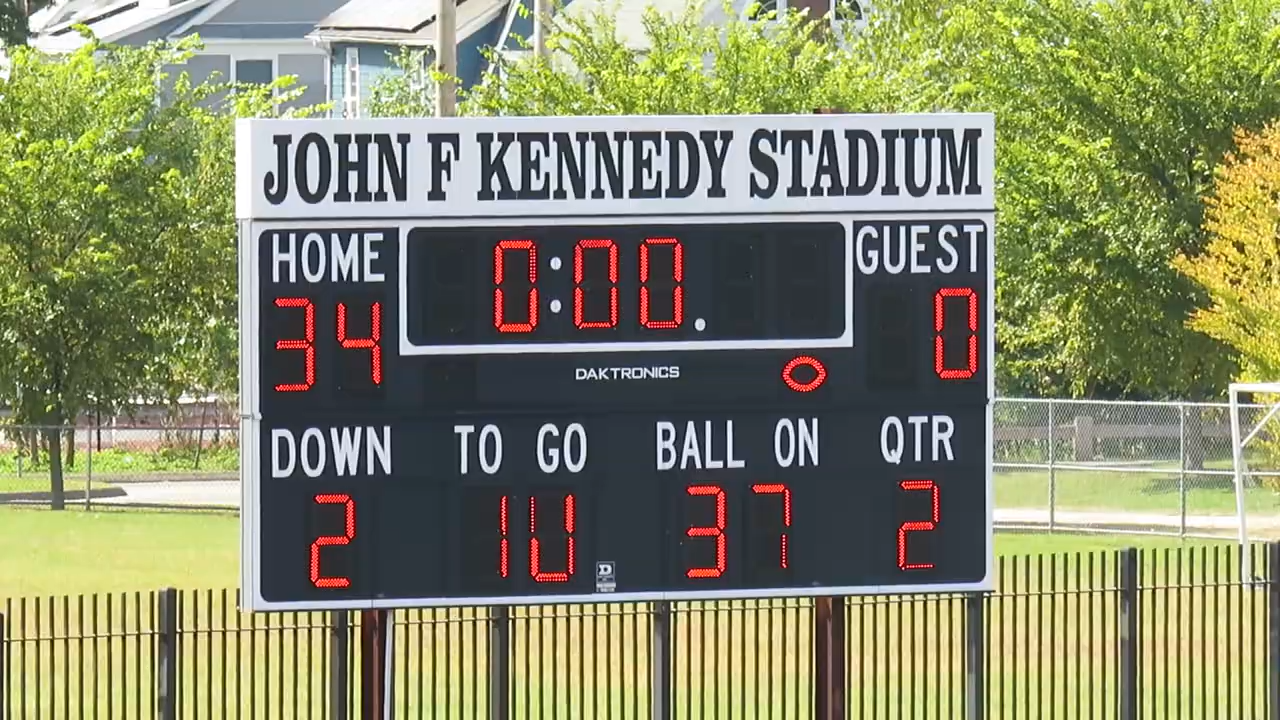 JOHN F KENNEDY STADIUM
HOME 0:00. GUEST
34 0
DAKTRONICS
DOWN TO GO BALL ON QTR
2 10 37 2